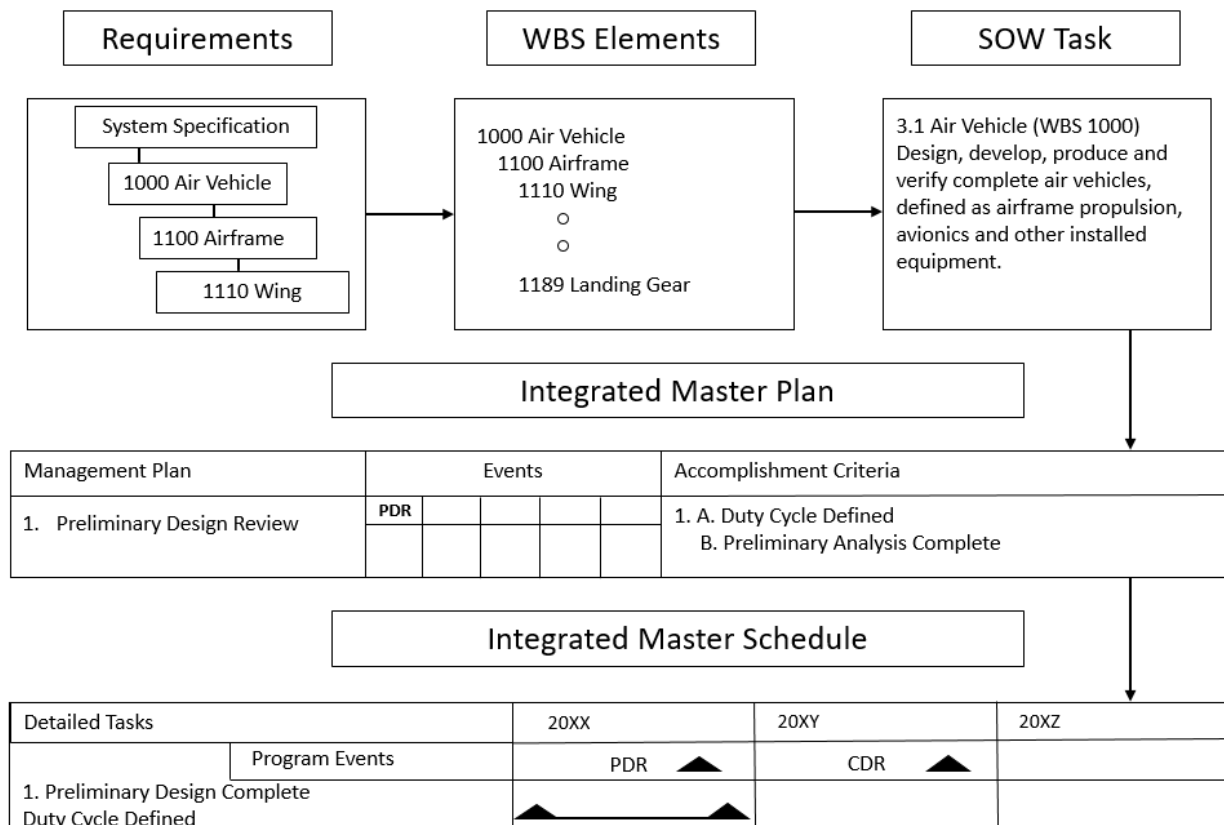 Requirements
WBS Elements
SOW Task
System Specification
1000 Air Vehicle
1100 Airframe
1110 Wing
1000 Air Vehicle
1100 Airframe
1110 Wing
1189 Landing Gear
3.1 Air Vehicle (WBS 1000)
Design, develop, produce and
verify complete air vehicles,
defined as airframe propulsion,
avionics and other installed
equipment.
Integrated Master Plan
Management Plan
Events
Accomplishment Criteria
1. Preliminary Design Review
PDR
1. A. Duty Cycle Defined
B. Preliminary Analysis Complete
Integrated Master Schedule
Detailed Tasks
20XX
20XY
20XZ
Program Events
PDR
CDR
1. Preliminary Design Complete
Duty Cycle Defined